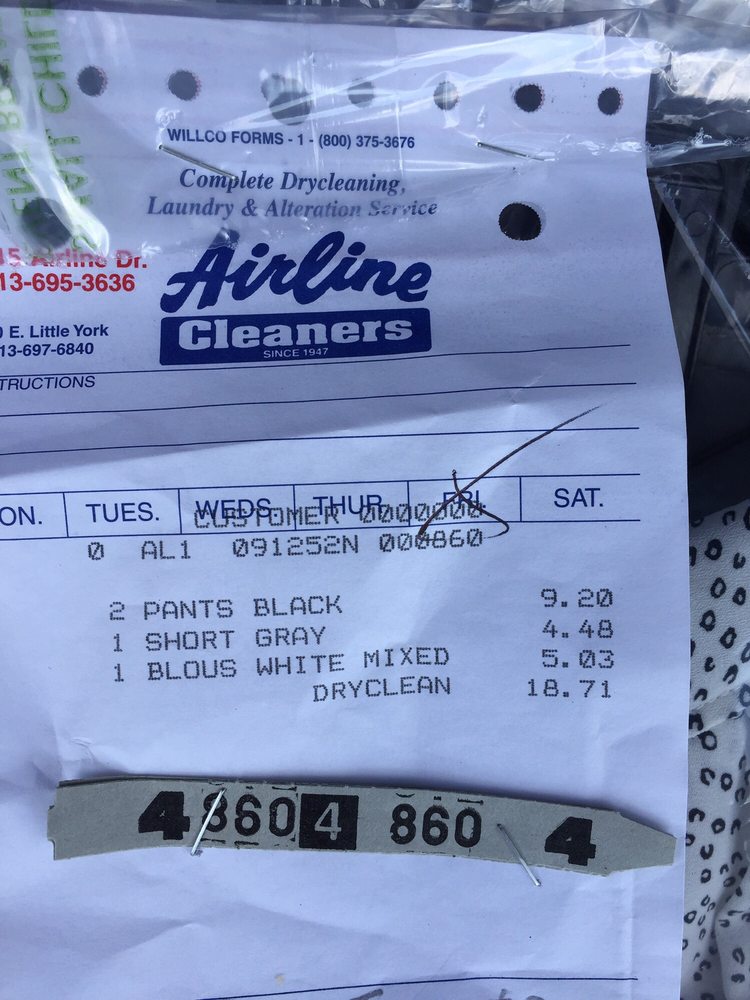 WILLCO FORMS - 1 - (800) 375-3676
Complete Drycleaning,
Laundry & Alteration Service
Airline
Cleaners
SINCE 1947
5 Airline Dr.
13-695-3636
E. Little York
13-697-6840
TRUCTIONS
ON. TUES. WEDS. THUR. FRI. SAT.
CUSTOMER 0000000
0 AL1 091252N 000860
2 PANTS BLACK 9.20
1 SHORT GRAY 4.48
1 BLOUS WHITE MIXED 5.03
DRYCLEAN 18.71
4 860 4 860 4